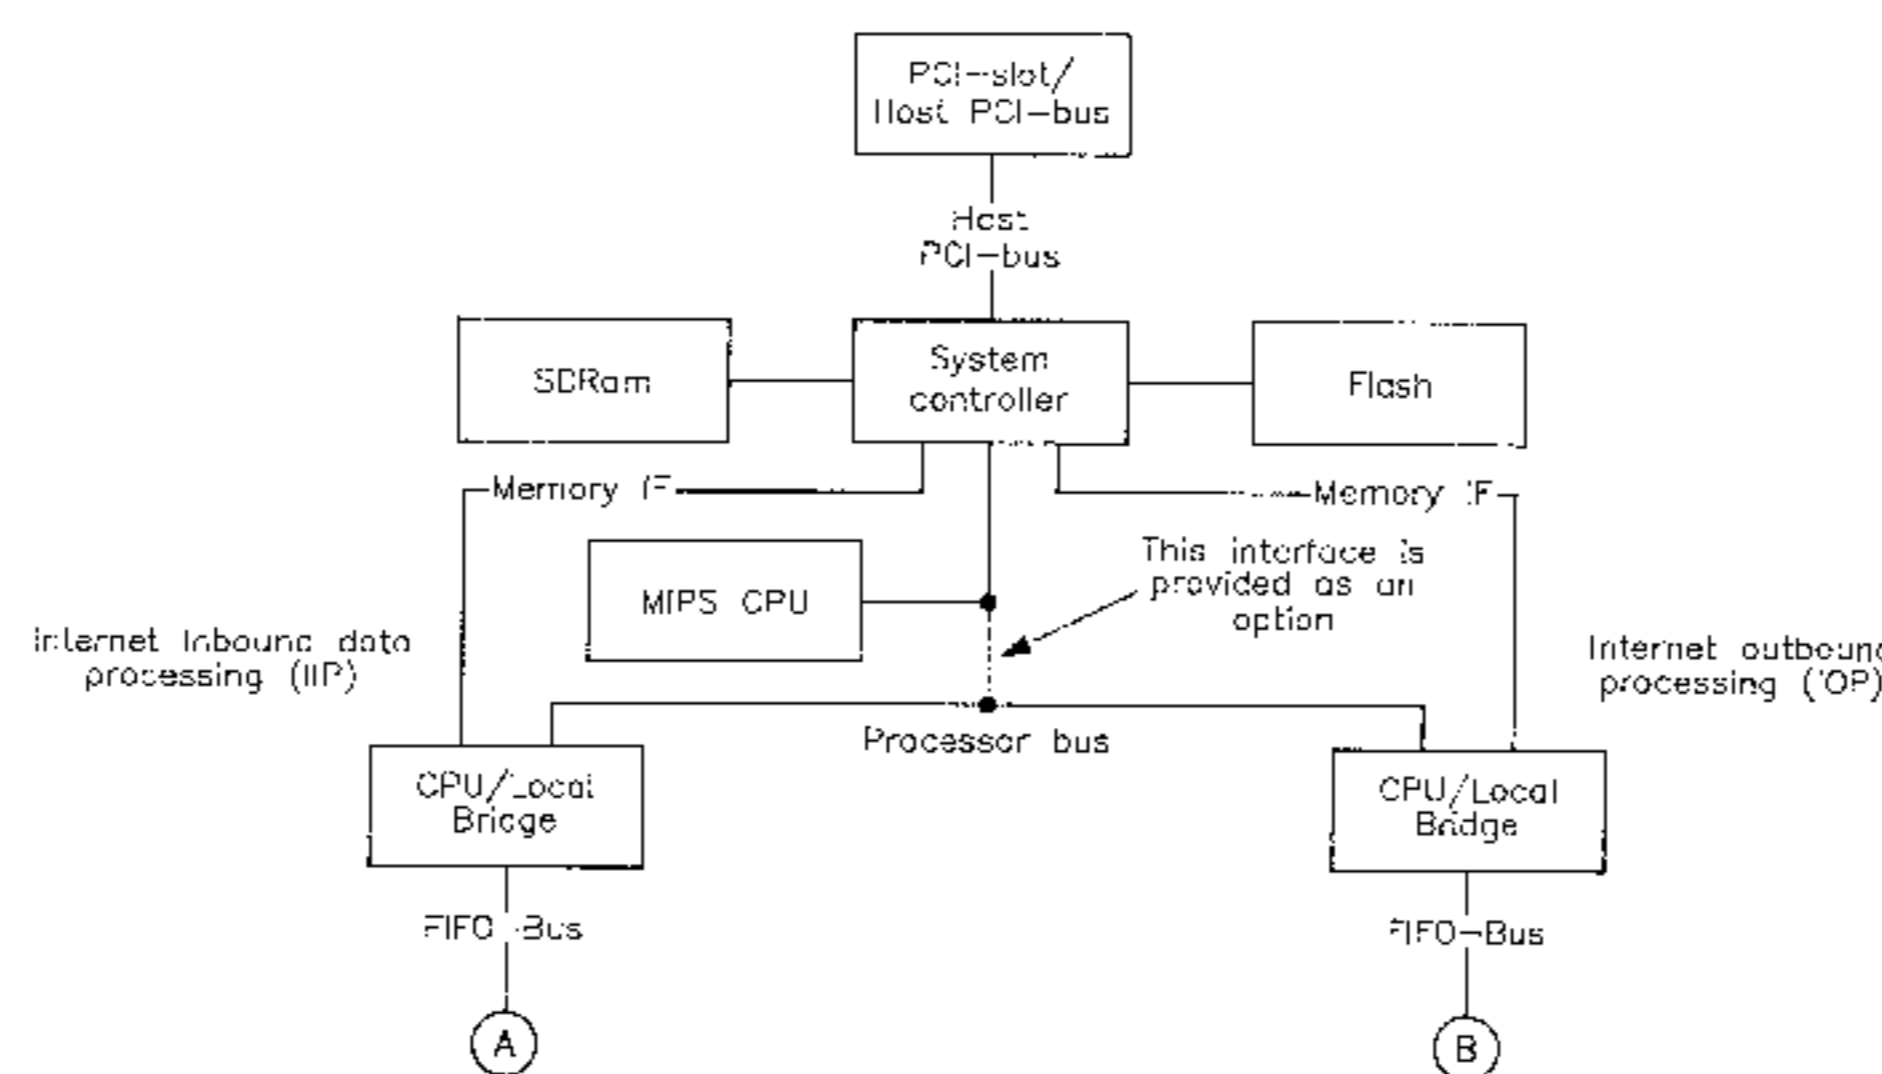 PCI-slot/
Host PCI-bus
Host
PCI-bus
SDRam
System
controller
Flash
Memory IF
Memory IF
This interface is
provided as an
option
MIPS CPU
Internet Inbound data
processing (IIP)
Internet outbound
processing (IOP)
Processor bus
CPU/Local
Bridge
CPU/Local
Bridge
FIFO-Bus
FIFO-Bus
A
B